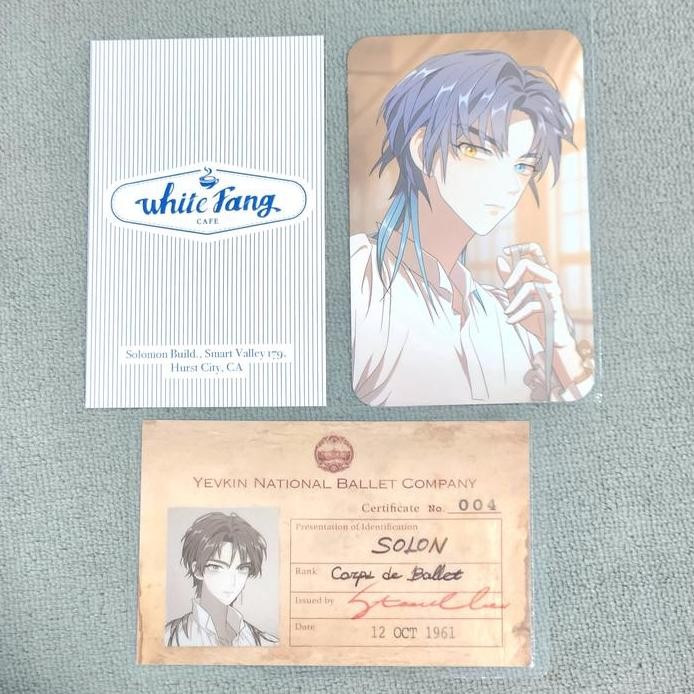 white Fang
CAFE
Solomon Build., Smart Valley 179,
Hurst City, CA
YEVKIN NATIONAL BALLET COMPANY
Certificate No. 004
Presentation of Identification
SOLON
Rank Corps de Ballet
Issued by
Date 12 OCT 1961